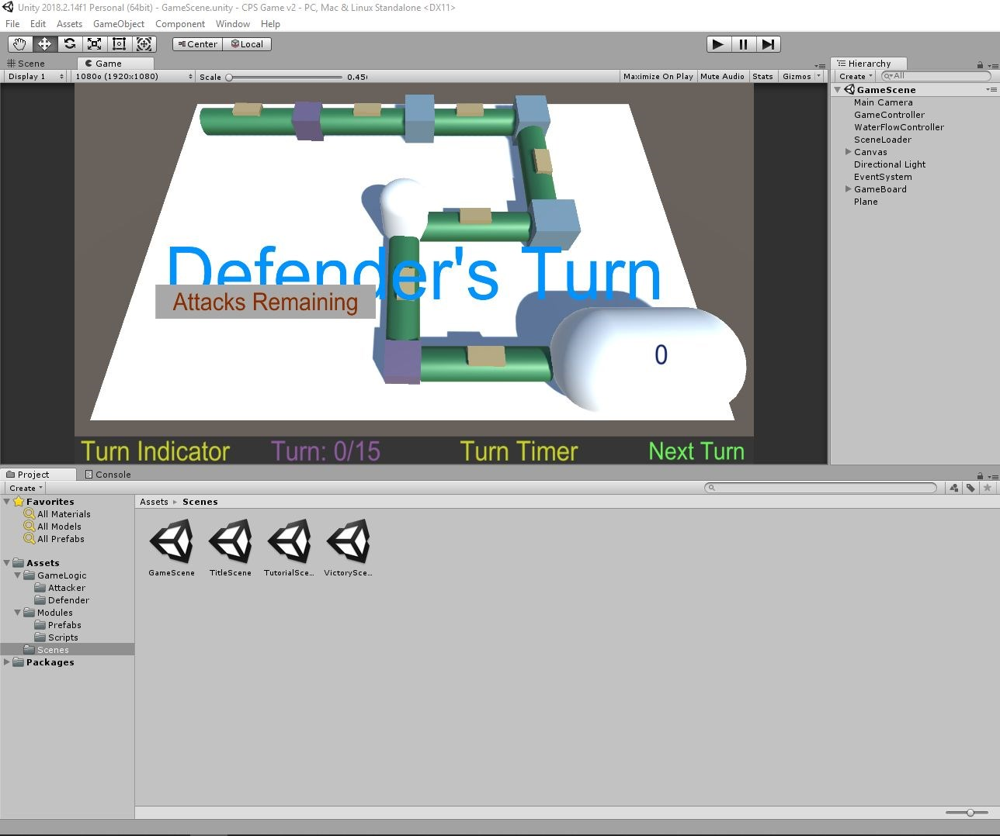 Unity 2018.2.14f1 Personal (64bit) - GameScene.unity - CPS Game v2 - PC, Mac & Linux Standalone <DX11>
File Edit Assets GameObject Component Window Help
Center Local
Scene Game
Display 1 1080o (1920x1080) Scale 0.45 Maximize On Play Mute Audio Stats Gizmos
Defender's Turn
Attacks Remaining
0
Turn Indicator Turn: 0/15 Turn Timer Next Turn
Hierarchy
Create All
GameScene
Main Camera
GameController
WaterFlowController
SceneLoader
Canvas
Directional Light
EventSystem
GameBoard
Plane
Project Console
Create
Favorites
All Materials
All Models
All Prefabs
Assets
GameLogic
Attacker
Defender
Modules
Prefabs
Scripts
Scenes
Packages
Assets Scenes
GameScene TitleScene TutorialSce... VictorySce...